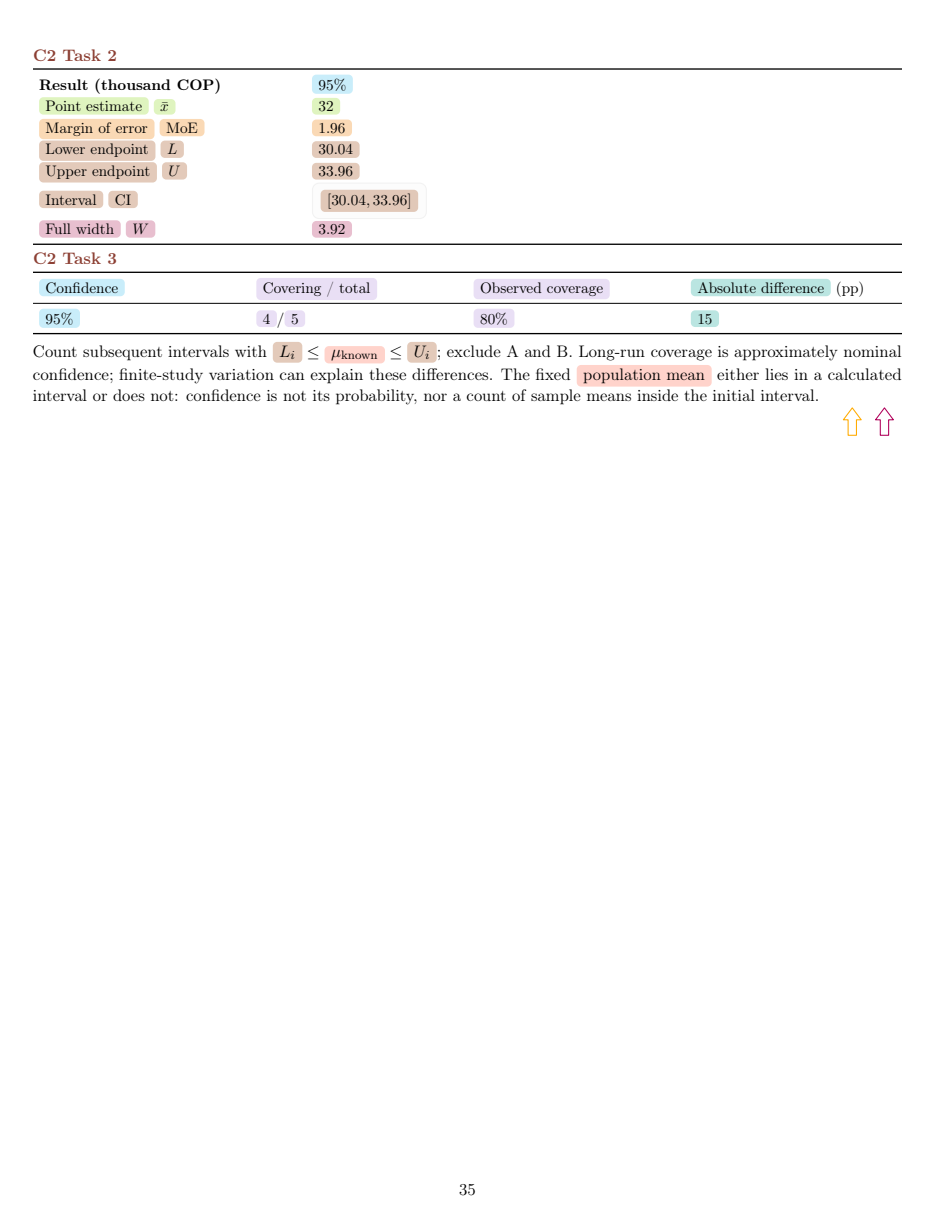 C2 Task 2
Result (thousand COP) 95%
Point estimate x̄ 32
Margin of error MoE 1.96
Lower endpoint L 30.04
Upper endpoint U 33.96
Interval CI [30.04, 33.96]
Full width W 3.92
C2 Task 3
Confidence Covering / total Observed coverage Absolute difference (pp)
95% 4 / 5 80% 15
Count subsequent intervals with Lᵢ ≤ μknown ≤ Uᵢ; exclude A and B. Long-run coverage is approximately nominal
confidence; finite-study variation can explain these differences. The fixed population mean either lies in a calculated
interval or does not: confidence is not its probability, nor a count of sample means inside the initial interval.
35